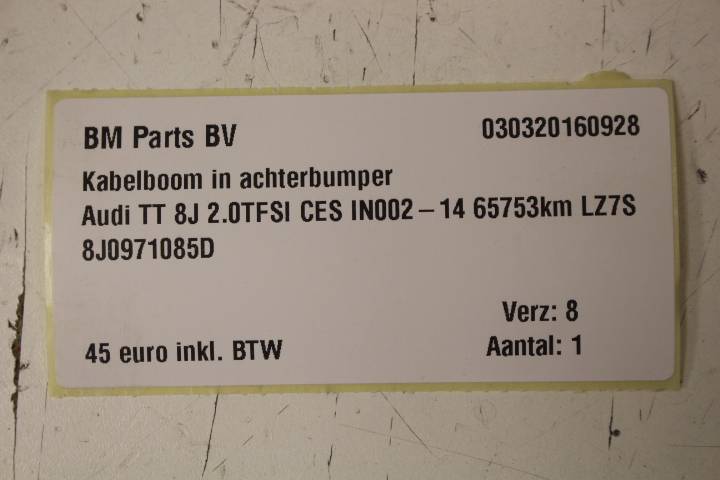 BM Parts BV 030320160928
Kabelboom in achterbumper
Audi TT 8J 2.0TFSI CES IN002 – 14 65753km LZ7S
8J0971085D
Verz: 8
45 euro inkl. BTW Aantal: 1